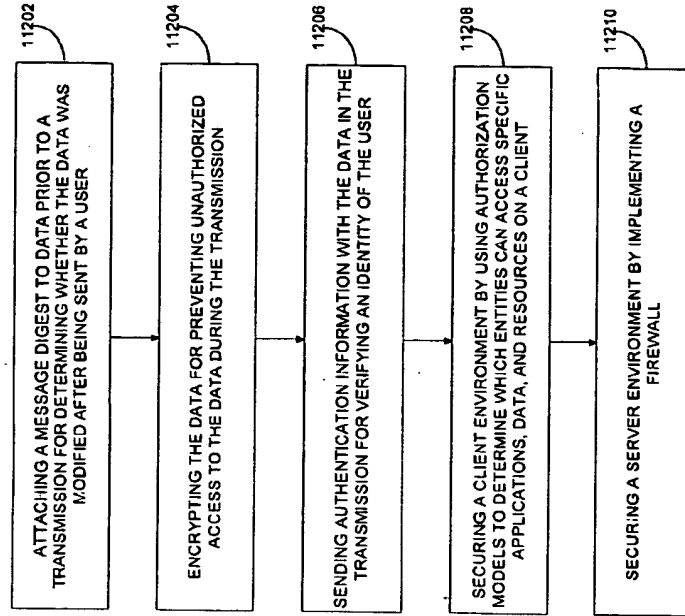 11202
ATTACHING A MESSAGE DIGEST TO DATA PRIOR TO A
TRANSMISSION FOR DETERMINING WHETHER THE DATA WAS
MODIFIED AFTER BEING SENT BY A USER
11204
ENCRYPTING THE DATA FOR PREVENTING UNAUTHORIZED
ACCESS TO THE DATA DURING THE TRANSMISSION
11206
SENDING AUTHENTICATION INFORMATION WITH THE DATA IN THE
TRANSMISSION FOR VERIFYING AN IDENTITY OF THE USER
11208
SECURING A CLIENT ENVIRONMENT BY USING AUTHORIZATION
MODELS TO DETERMINE WHICH ENTITIES CAN ACCESS SPECIFIC
APPLICATIONS, DATA, AND RESOURCES ON A CLIENT
11210
SECURING A SERVER ENVIRONMENT BY IMPLEMENTING A
FIREWALL